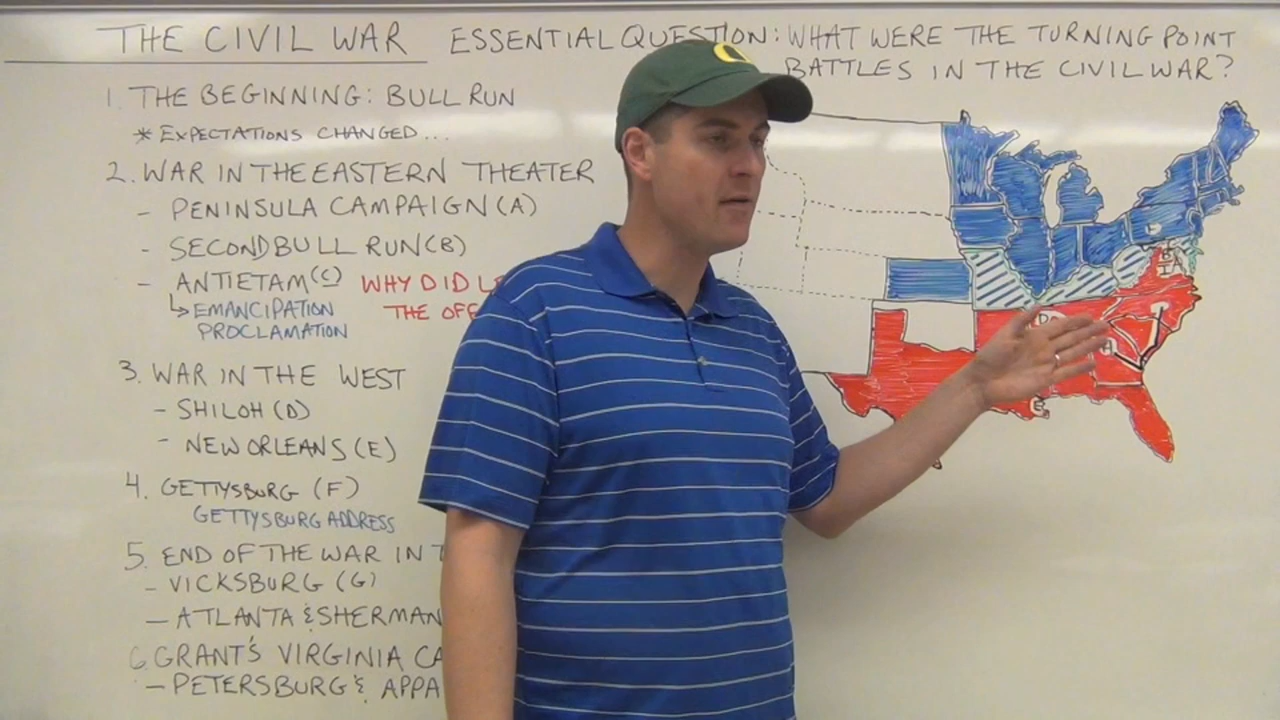 THE CIVIL WAR
ESSENTIAL QUESTION: WHAT WERE THE TURNING POINT
BATTLES IN THE CIVIL WAR?
1. THE BEGINNING: BULL RUN
* EXPECTATIONS CHANGED...
2. WAR IN THE EASTERN THEATER
- PENINSULA CAMPAIGN (A)
- SECOND BULL RUN (B)
- ANTIETAM (C) WHY DID
EMANCIPATION THE
PROCLAMATION
3. WAR IN THE WEST
- SHILOH (D)
- NEW ORLEANS (E)
4. GETTYSBURG (F)
GETTYSBURG ADDRESS
5. END OF THE WAR IN
- VICKSBURG (G)
- ATLANTA & SHERMAN
6. GRANT'S VIRGINIA
- PETERSBURG &
O
D
H
E